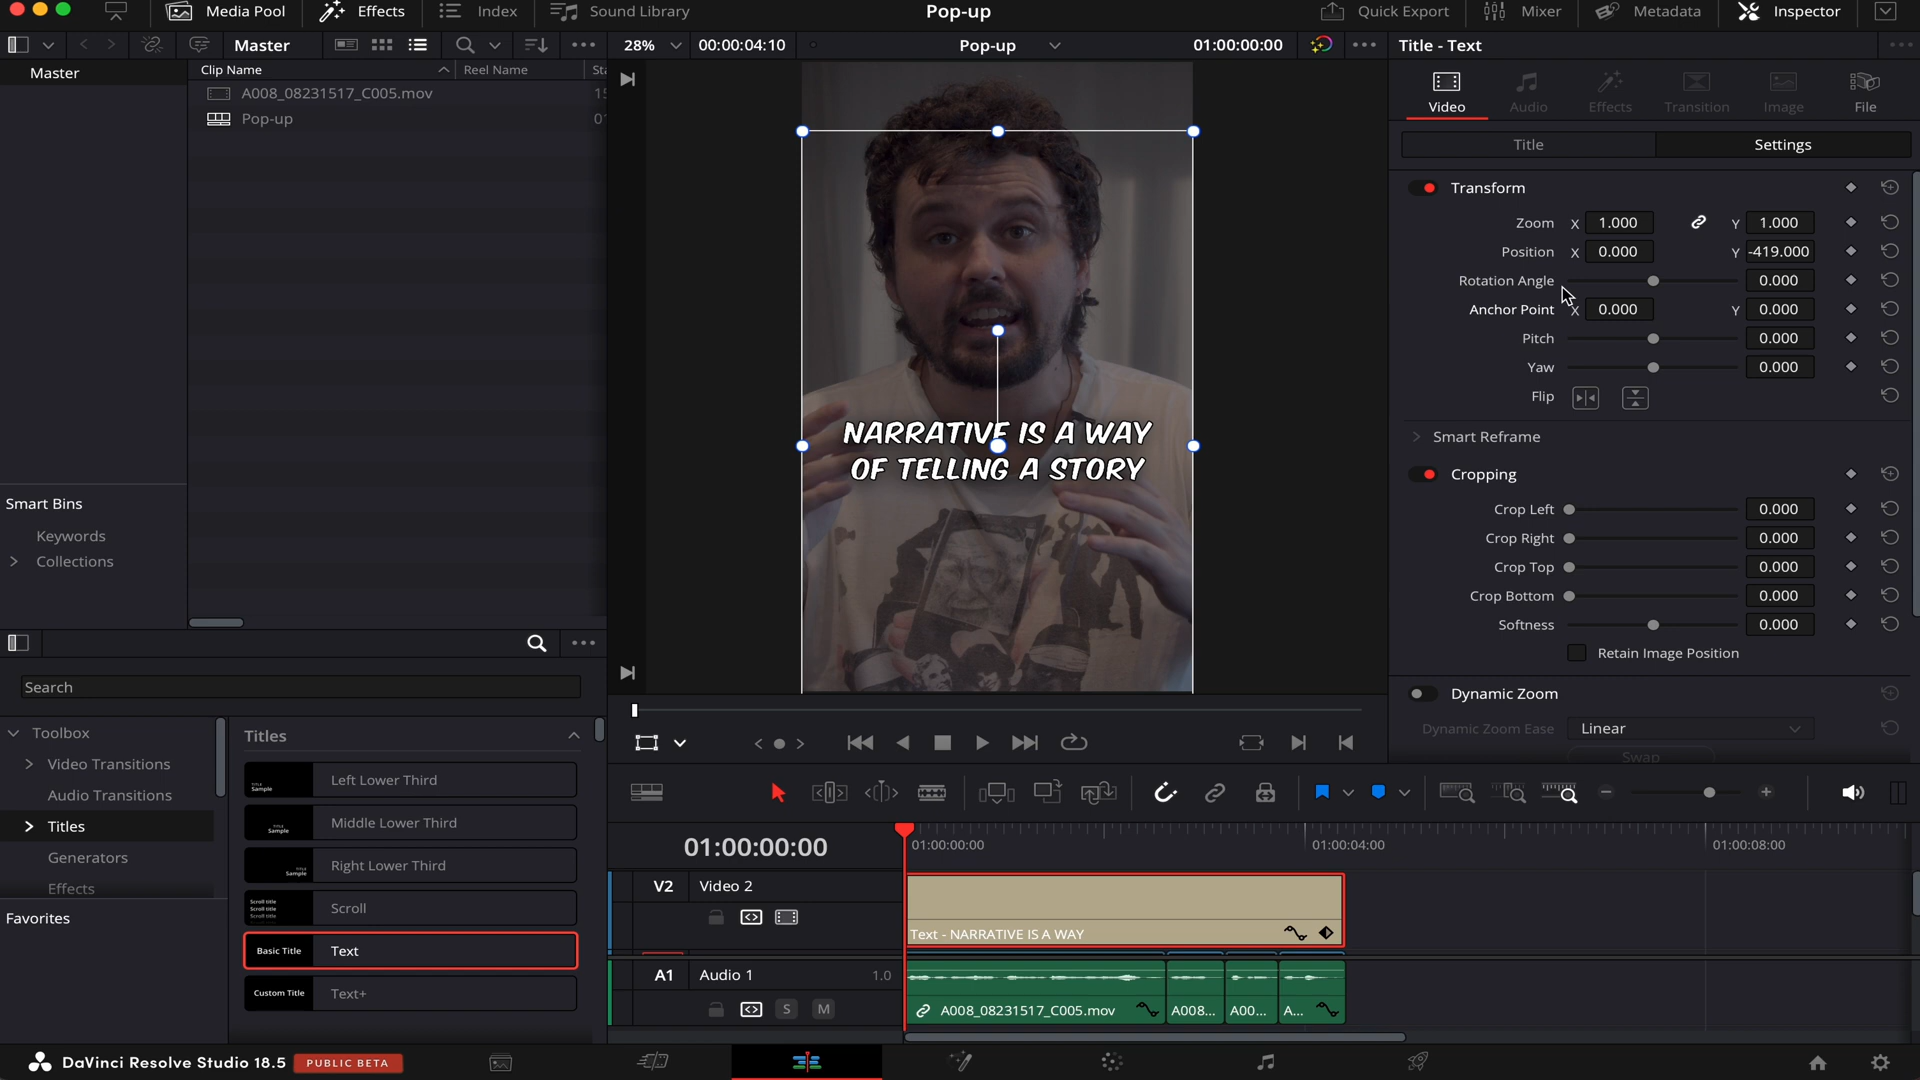 Media Pool
Effects
Index
Sound Library
Pop-up
Quick Export
Mixer
Metadata
Inspector
Master
28%
00:00:04:10
Pop-up
01:00:00:00
Title - Text
Master
Clip Name
Reel Name
A008_08231517_C005.mov
Pop-up
Smart Bins
Keywords
Collections
NARRATIVE IS A WAY
OF TELLING A STORY
Video
Audio
Effects
Transition
Image
File
Title
Settings
Transform
Zoom X 1.000 Y 1.000
Position X 0.000 Y -419.000
Rotation Angle 0.000
Anchor Point X 0.000 Y 0.000
Pitch 0.000
Yaw 0.000
Flip
Smart Reframe
Cropping
Crop Left 0.000
Crop Right 0.000
Crop Top 0.000
Crop Bottom 0.000
Softness 0.000
Retain Image Position
Dynamic Zoom
Dynamic Zoom Ease Linear
Swap
Search
Toolbox
Video Transitions
Audio Transitions
Titles
Generators
Effects
Favorites
Titles
Left Lower Third
Middle Lower Third
Right Lower Third
Scroll
Basic Title Text
Custom Title Text+
01:00:00:00
01:00:00:00
01:00:04:00
01:00:08:00
V2 Video 2
Text - NARRATIVE IS A WAY
A1 Audio 1 1.0
S M
A008_08231517_C005.mov
A008...
A00...
A...
DaVinci Resolve Studio 18.5
PUBLIC BETA